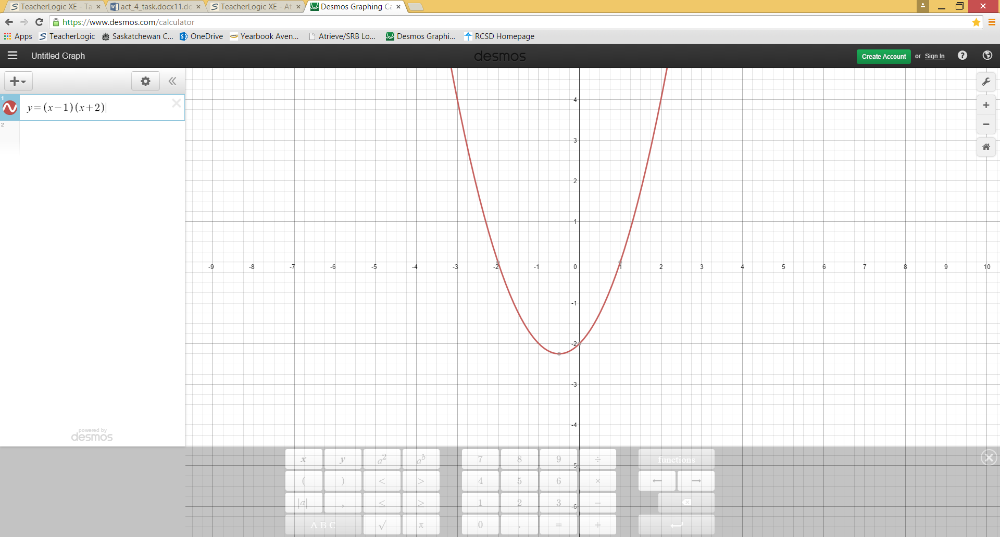 TeacherLogic XE - Ta
act_4_task.docx11.dc
TeacherLogic XE - At
Desmos Graphing Ca
https://www.desmos.com/calculator
Apps
TeacherLogic
Saskatchewan C...
OneDrive
Yearbook Aven...
Atrieve/SRB Lo...
Desmos Graphi...
RCSD Homepage
Untitled Graph
desmos
Create Account or Sign In ?
1
y=(x−1)(x+2)
2
powered by
desmos
4
3
2
1
-9 -8 -7 -6 -5 -4 -3 -2 -1 0 1 2 3 4 5 6 7 8 9 10
-1
-2
-3
-4
-5
-6
x y a² aᵇ 7 8 9 ÷ functions
( ) < > 4 5 6 × ← →
|a| , ≤ ≥ 1 2 3 −
A B C √ π 0 . = +